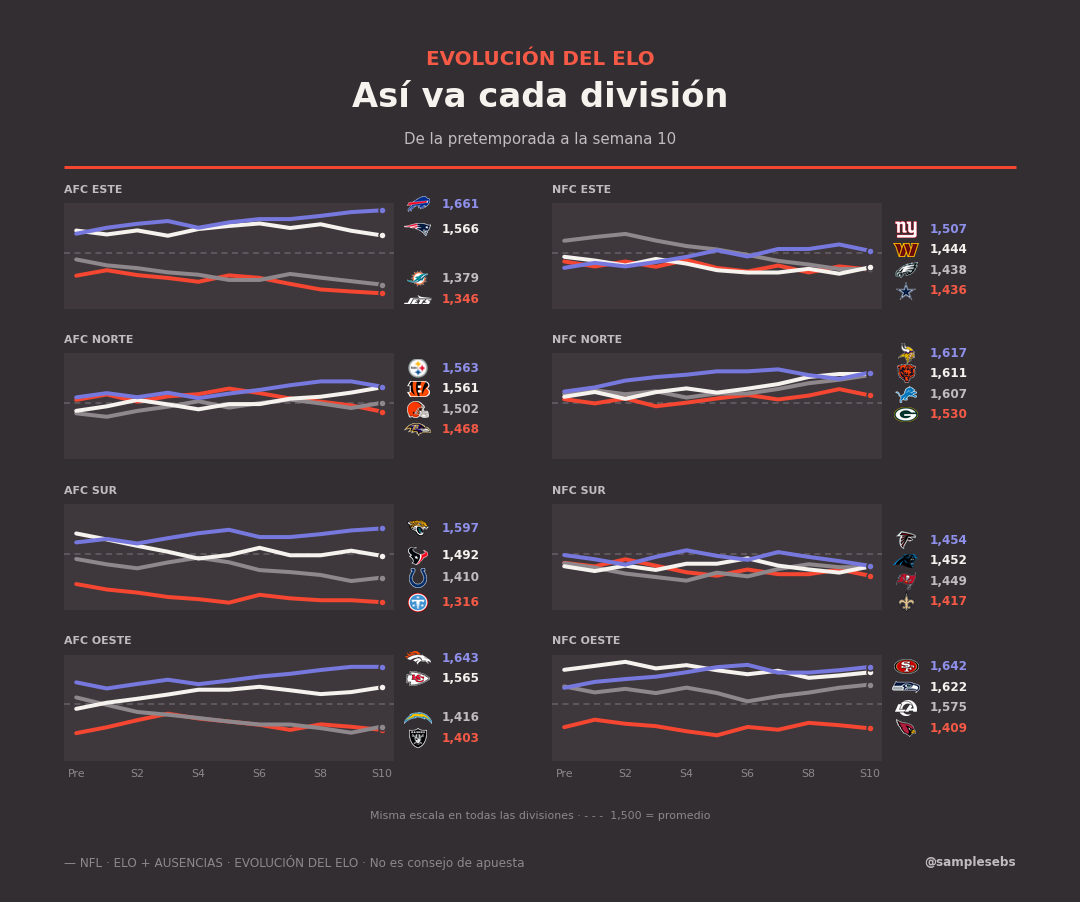 EVOLUCIÓN DEL ELO
Así va cada división
De la pretemporada a la semana 10
AFC ESTE
1,661
1,566
1,379
JETS
1,346
NFC ESTE
ny
1,507
W
1,444
1,438
1,436
AFC NORTE
1,563
1,561
1,502
1,468
NFC NORTE
1,617
1,611
1,607
G
1,530
AFC SUR
1,597
1,492
1,410
1,316
NFC SUR
1,454
1,452
1,449
1,417
AFC OESTE
1,643
KC
1,565
1,416
1,403
NFC OESTE
SF
1,642
1,622
1,575
1,409
Pre S2 S4 S6 S8 S10
Pre S2 S4 S6 S8 S10
Misma escala en todas las divisiones · - - - 1,500 = promedio
— NFL · ELO + AUSENCIAS · EVOLUCIÓN DEL ELO · No es consejo de apuesta
@samplesebs